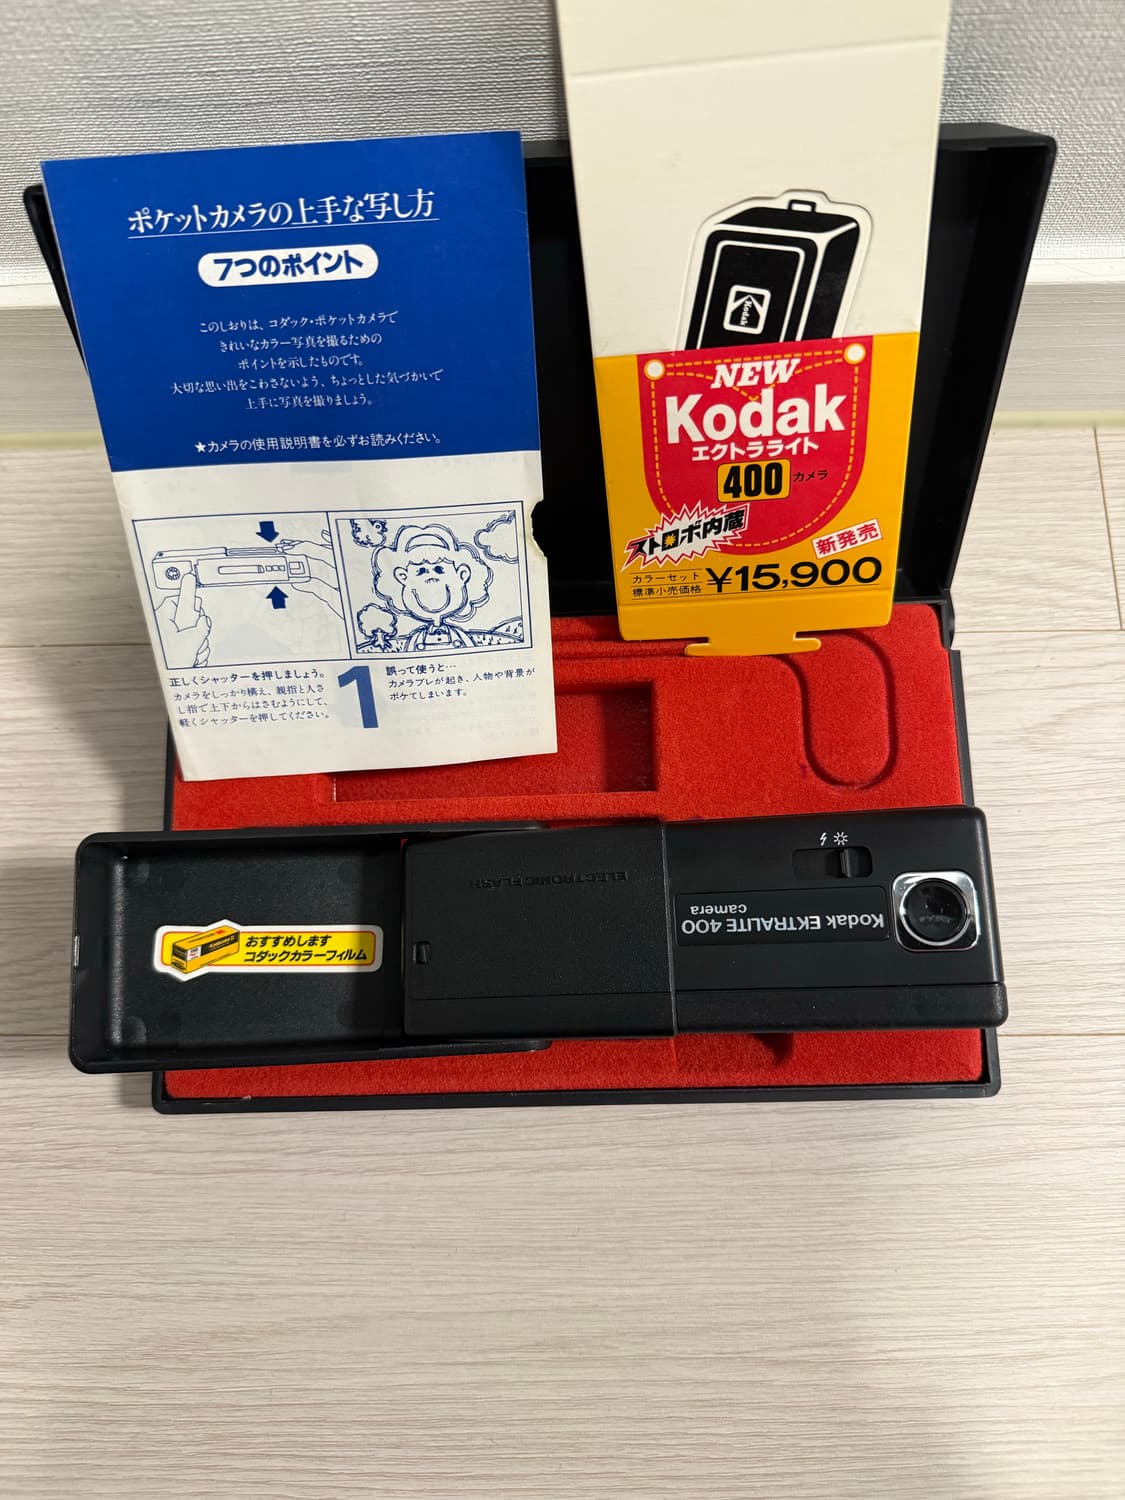 ポケットカメラの上手な写し方
7つのポイント
このしおりは、コダック・ポケットカメラで
きれいなカラー写真を撮るための
ポイントを示したものです。
大切な思い出をこわさないよう、ちょっとした気づかいで
上手に写真を撮りましょう。
★カメラの使用説明書を必ずお読みください。
正しくシャッターを押しましょう。
カメラをしっかり構え、親指と人さ
し指で上下からはさむようにして、
軽くシャッターを押してください。
1
誤って使うと…
カメラブレが起き、人物や背景が
ボケてしまいます。
Kodak
NEW
Kodak
エクトラライト
400 カメラ
ストロボ内蔵
新発売
カラーセット
標準小売価格
¥15,900
ELECTRONIC FLASH
Kodak EKTRALITE 400
camera
おすすめします
コダックカラーフィルム